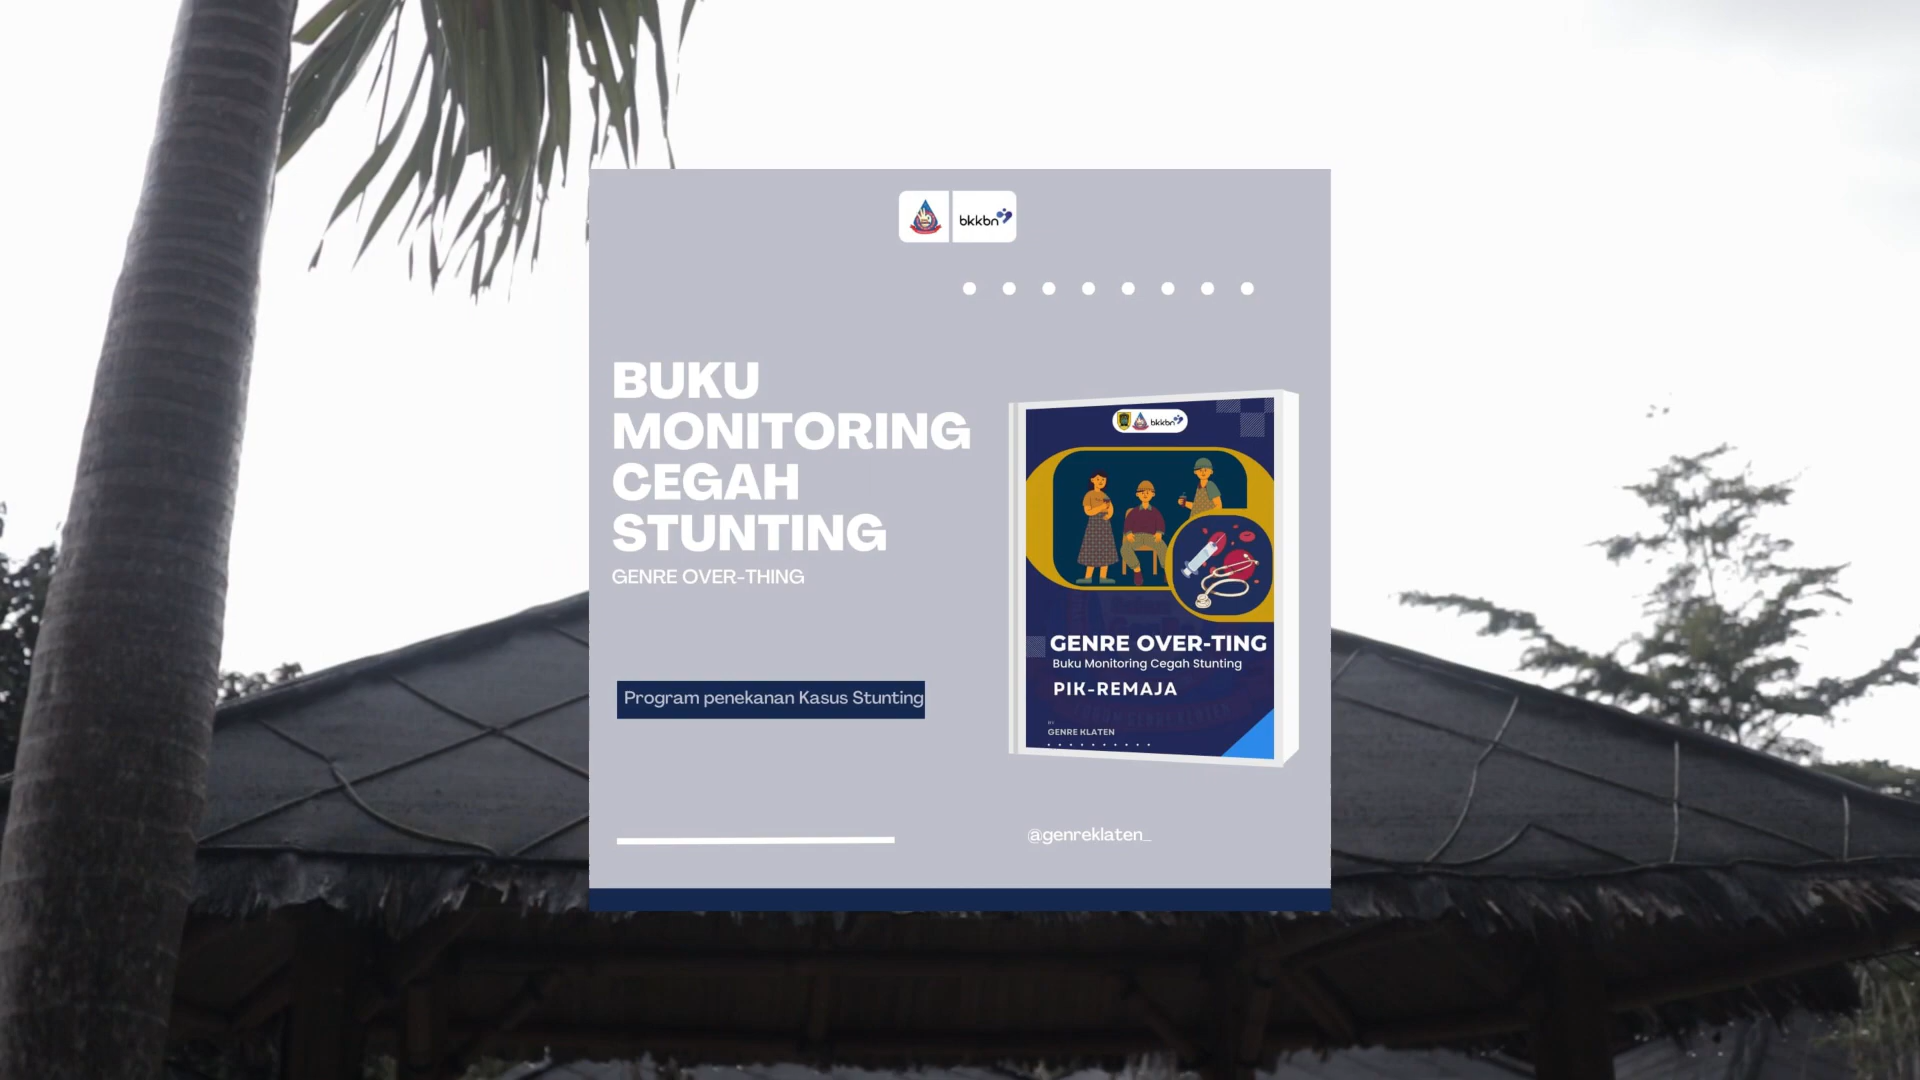 bkkbn
BUKU
MONITORING
CEGAH
STUNTING
GENRE OVER-THING
Program penekanan Kasus Stunting
bkkbn
GENRE OVER-TING
Buku Monitoring Cegah Stunting
PIK-REMAJA
BY
GENRE KLATEN
@genreklaten_